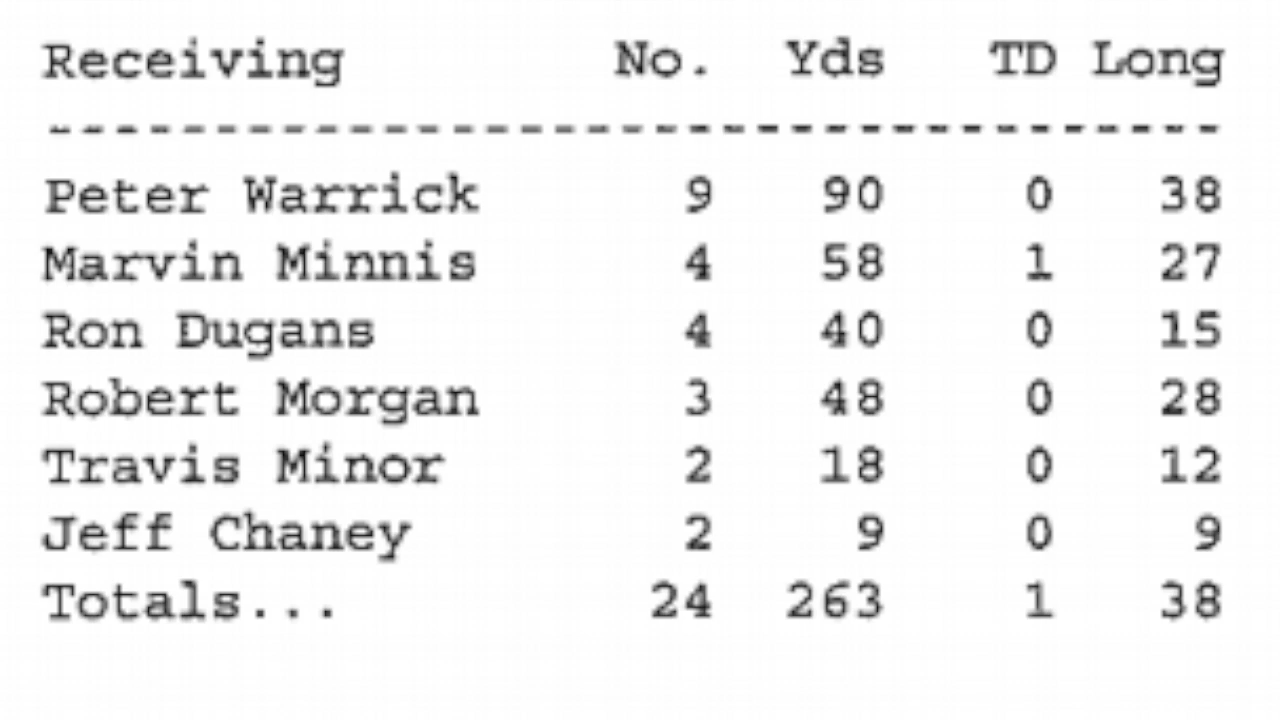 Receiving No. Yds TD Long
------------------------------------
Peter Warrick 9 90 0 38
Marvin Minnis 4 58 1 27
Ron Dugans 4 40 0 15
Robert Morgan 3 48 0 28
Travis Minor 2 18 0 12
Jeff Chaney 2 9 0 9
Totals... 24 263 1 38